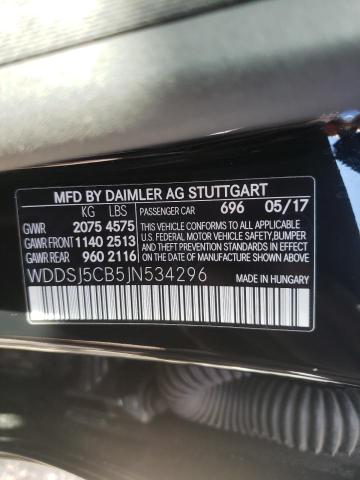 MFD BY DAIMLER AG STUTTGART
KG LBS PASSENGER CAR 696 05/17
GVWR 2075 4575 THIS VEHICLE CONFORMS TO ALL APPLICABLE
GAWR FRONT 1140 2513 U.S. FEDERAL MOTOR VEHICLE SAFETY, BUMPER, AND
GAWR REAR 960 2116 THEFT PREVENTION STANDARDS IN EFFECT ON THE DATE OF MANUFACTURE SHOWN ABOVE.
WDDSJ5CB5JN534296 MADE IN HUNGARY